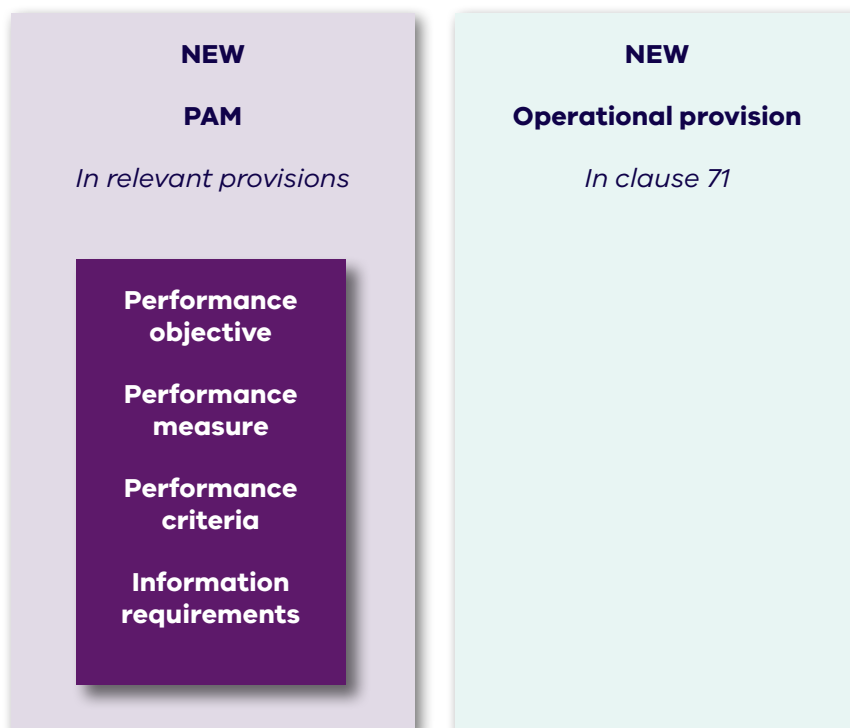 NEW
PAM
In relevant provisions
Performance
objective
Performance
measure
Performance
criteria
Information
requirements
NEW
Operational provision
In clause 71